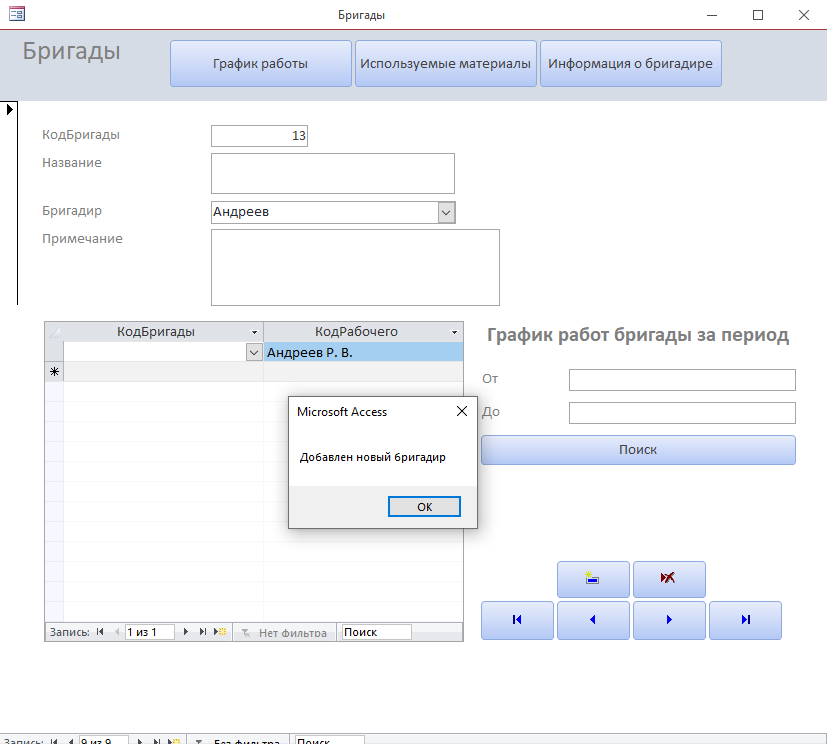 Бригады
Бригады
График работы
Используемые материалы
Информация о бригадире
КодБригады
13
Название
Бригадир
Андреев
Примечание
КодБригады
КодРабочего
Андреев Р. В.
График работ бригады за период
От
До
Поиск
Microsoft Access
Добавлен новый бригадир
OK
Запись: 1 из 1 Нет фильтра Поиск
Запись: 9 из 9 Без фильтра Поиск